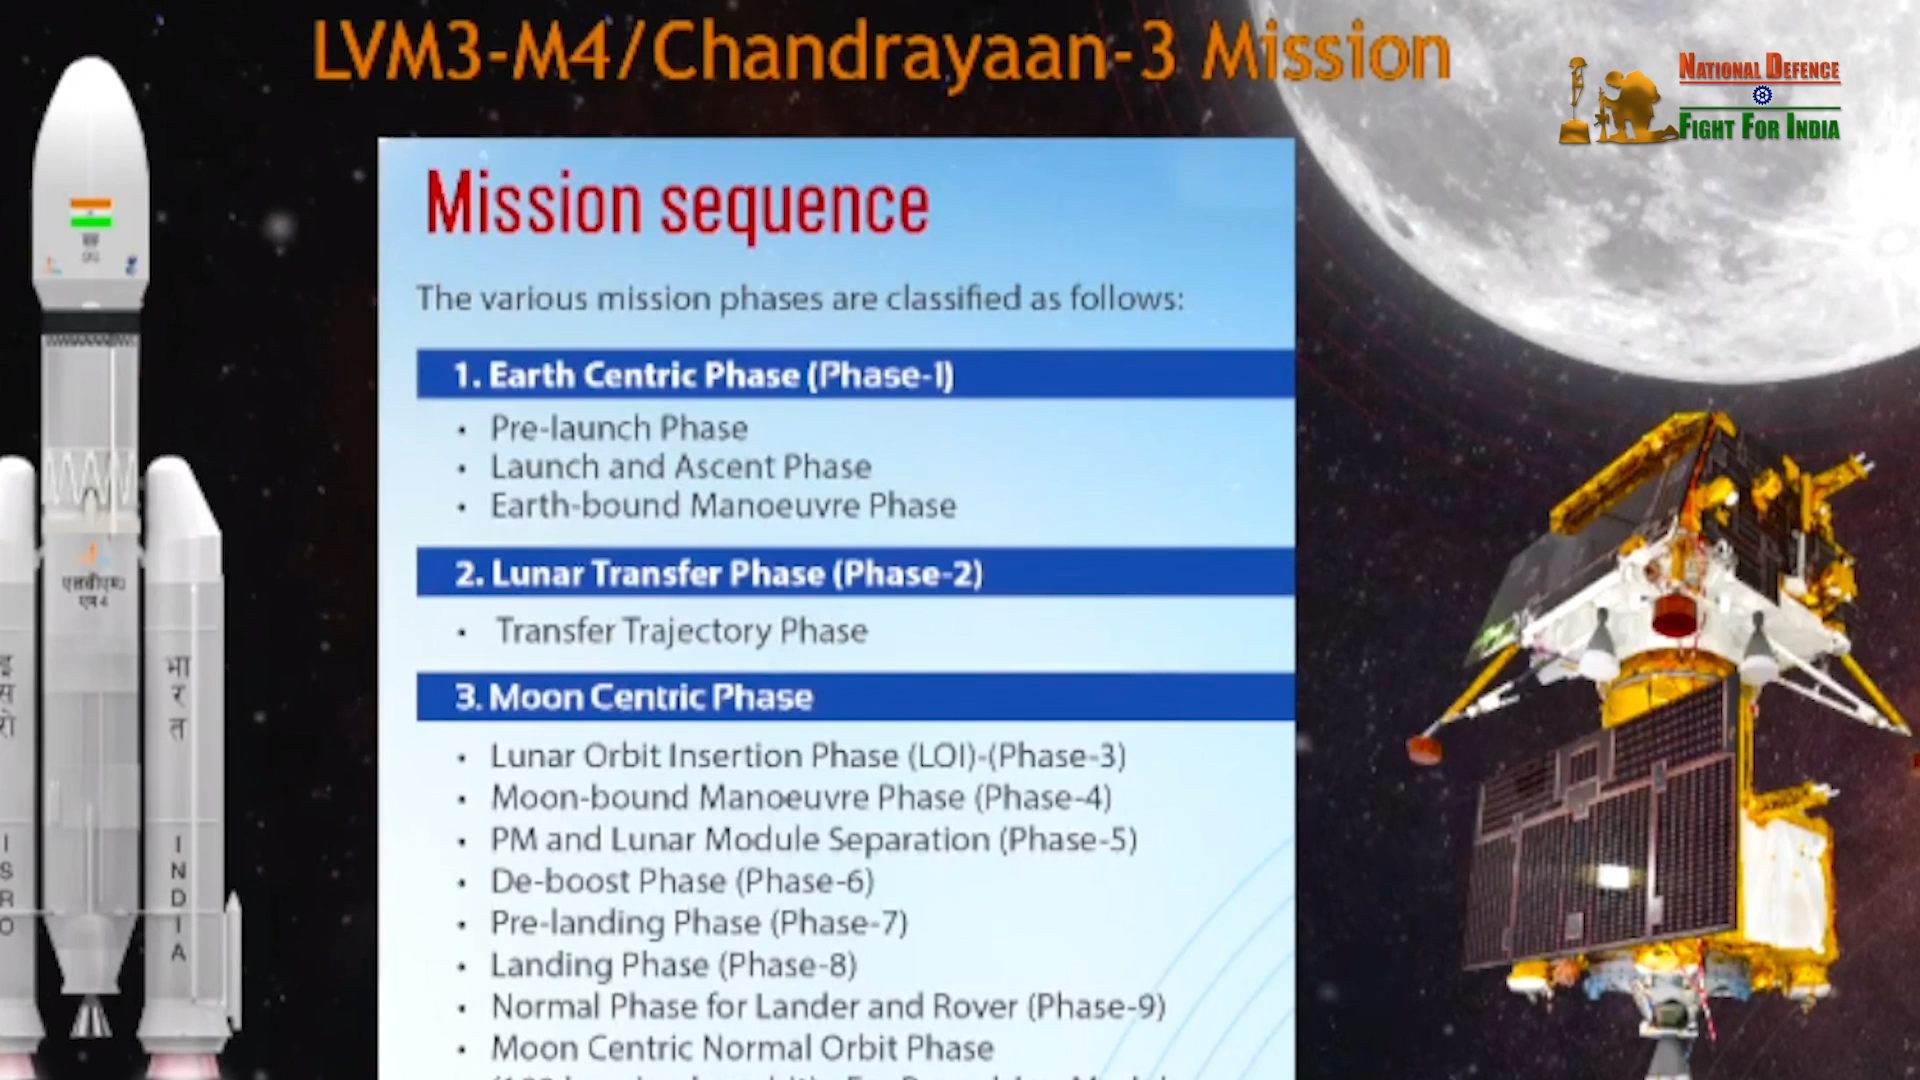 LVM3-M4/Chandrayaan-3 Mission
NATIONAL DEFENCE
FIGHT FOR INDIA
Mission sequence
The various mission phases are classified as follows:
1. Earth Centric Phase (Phase-1)
• Pre-launch Phase
• Launch and Ascent Phase
• Earth-bound Manoeuvre Phase
2. Lunar Transfer Phase (Phase-2)
• Transfer Trajectory Phase
3. Moon Centric Phase
• Lunar Orbit Insertion Phase (LOI)-(Phase-3)
• Moon-bound Manoeuvre Phase (Phase-4)
• PM and Lunar Module Separation (Phase-5)
• De-boost Phase (Phase-6)
• Pre-landing Phase (Phase-7)
• Landing Phase (Phase-8)
• Normal Phase for Lander and Rover (Phase-9)
• Moon Centric Normal Orbit Phase
एलवीएम3
एम4
इसरो
भारत
ISRO
INDIA